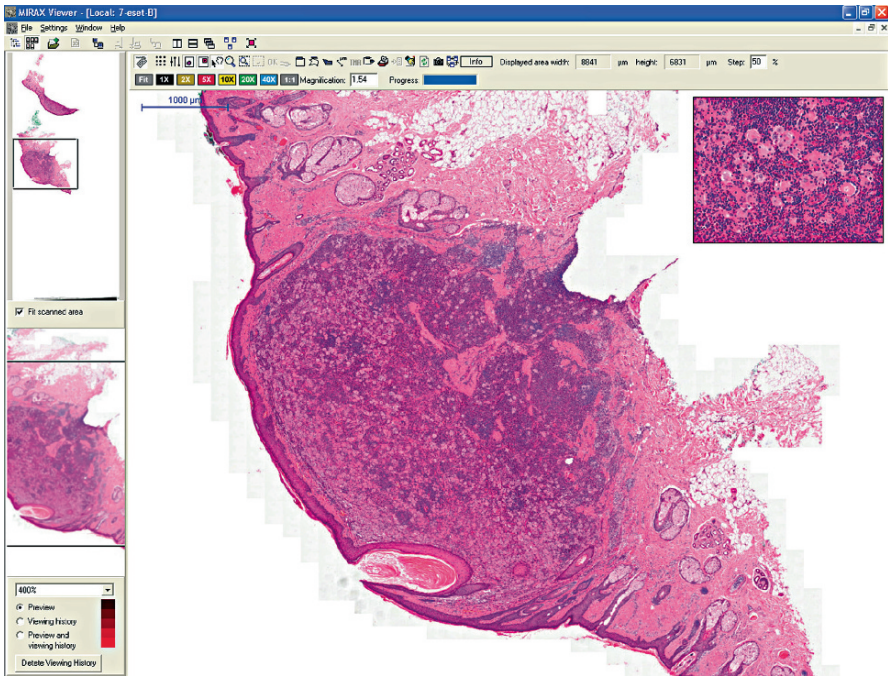 MIRAX Viewer - [Local: 7-eset-B]
File Settings Window Help
Info Displayed area width: 8841 µm height: 6831 µm Step: 50 %
Fit 1X 2X 5X 10X 20X 40X 1:1 Magnification: 1,54 Progress:
1000 µm
Fit scanned area
400%
Preview
Viewing history
Preview and
viewing history
Delete Viewing History